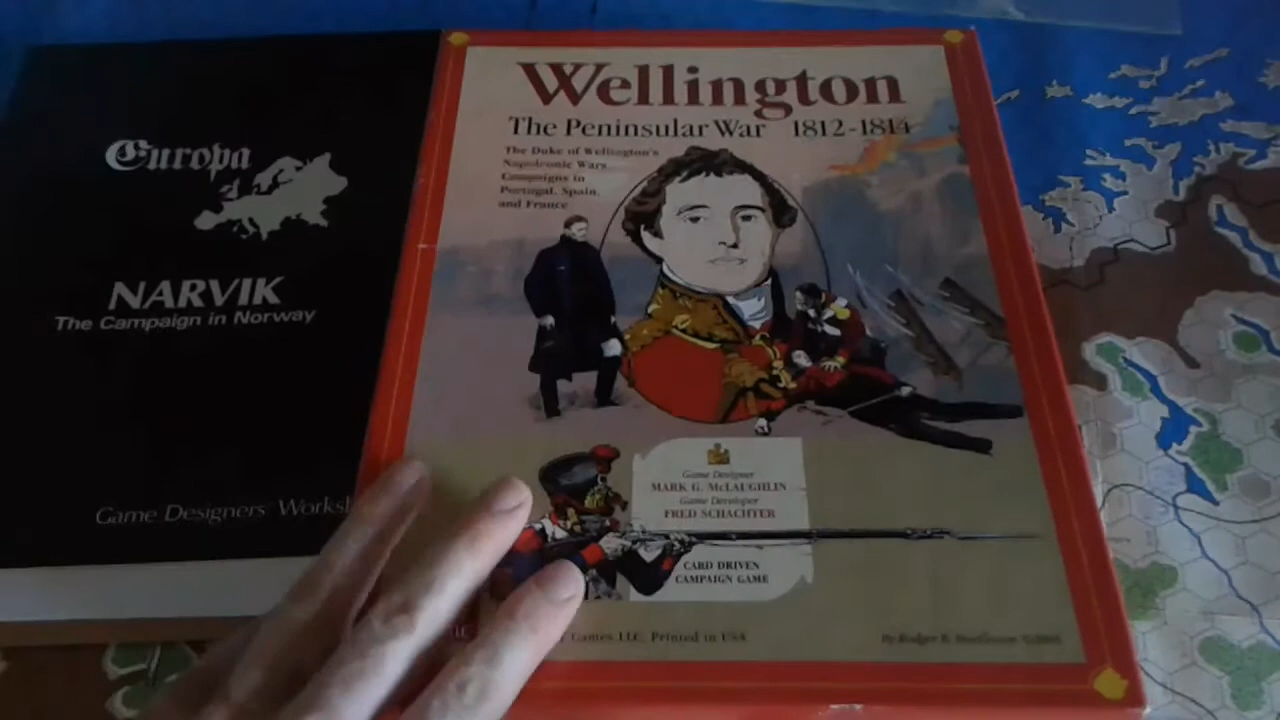 Europa
NARVIK
The Campaign in Norway
Game Designers' Worksh
Wellington
The Peninsular War 1812-1814
The Duke of Wellington's
Napoleonic Wars
Campaigns in
Portugal, Spain,
and France
Game Designer
MARK G. McLAUGHLIN
Game Developer
FRED SCHACHTER
CARD DRIVEN
CAMPAIGN GAME
Games LLC. Printed in USA